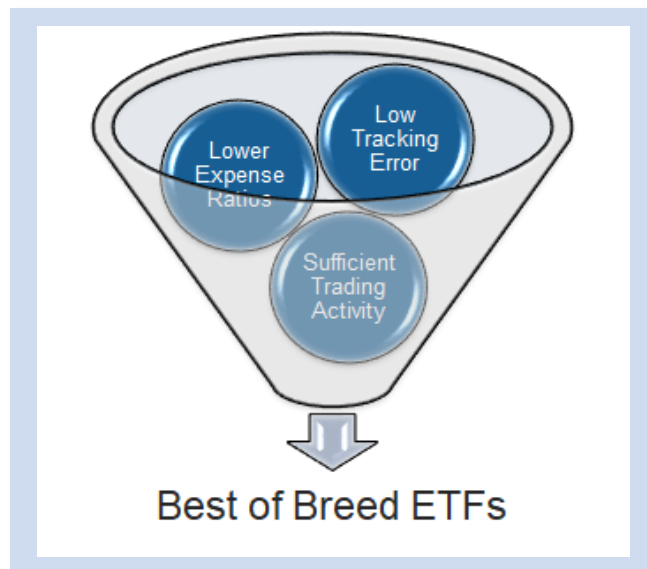 Low
Tracking
Error
Lower
Expense
Ratios
Sufficient
Trading
Activity
Best of Breed ETFs